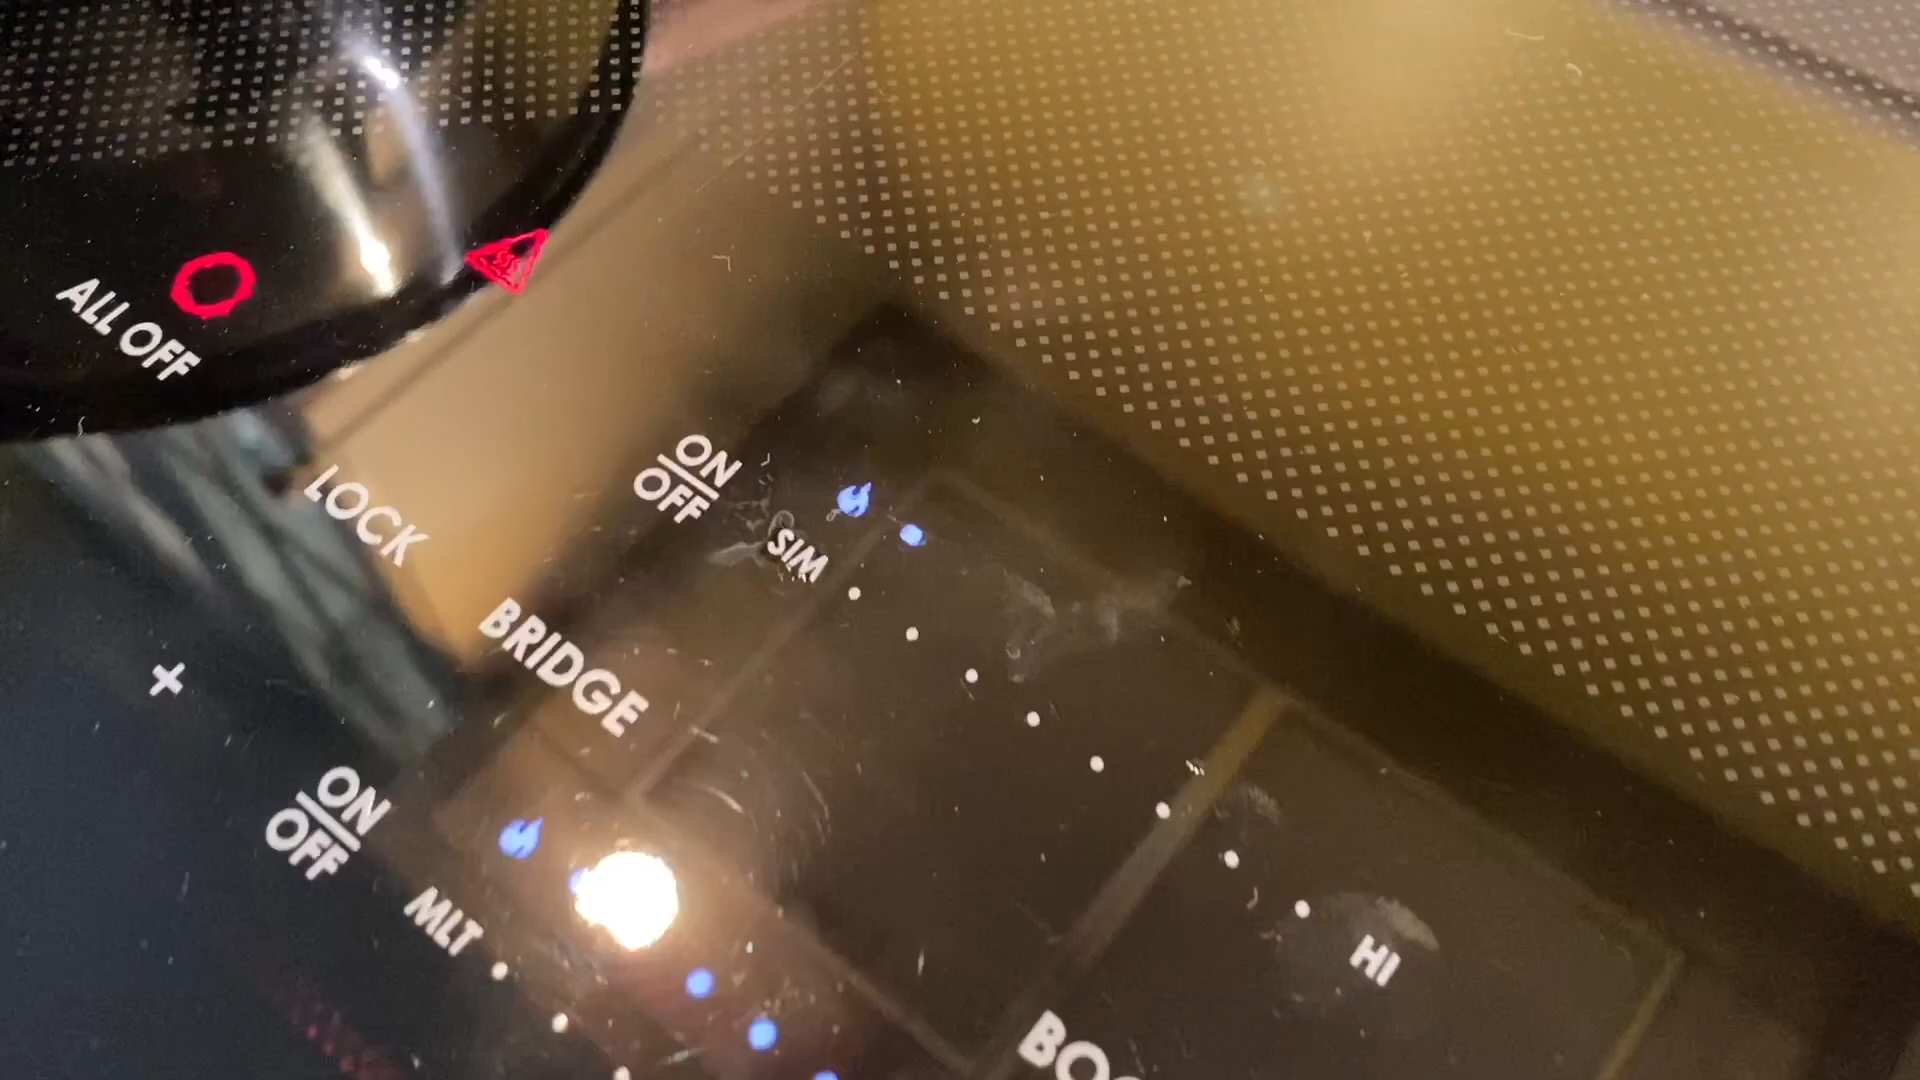 ALL OFF
LOCK
ON
OFF
SIM
BRIDGE
+
ON
OFF
MLT
HI